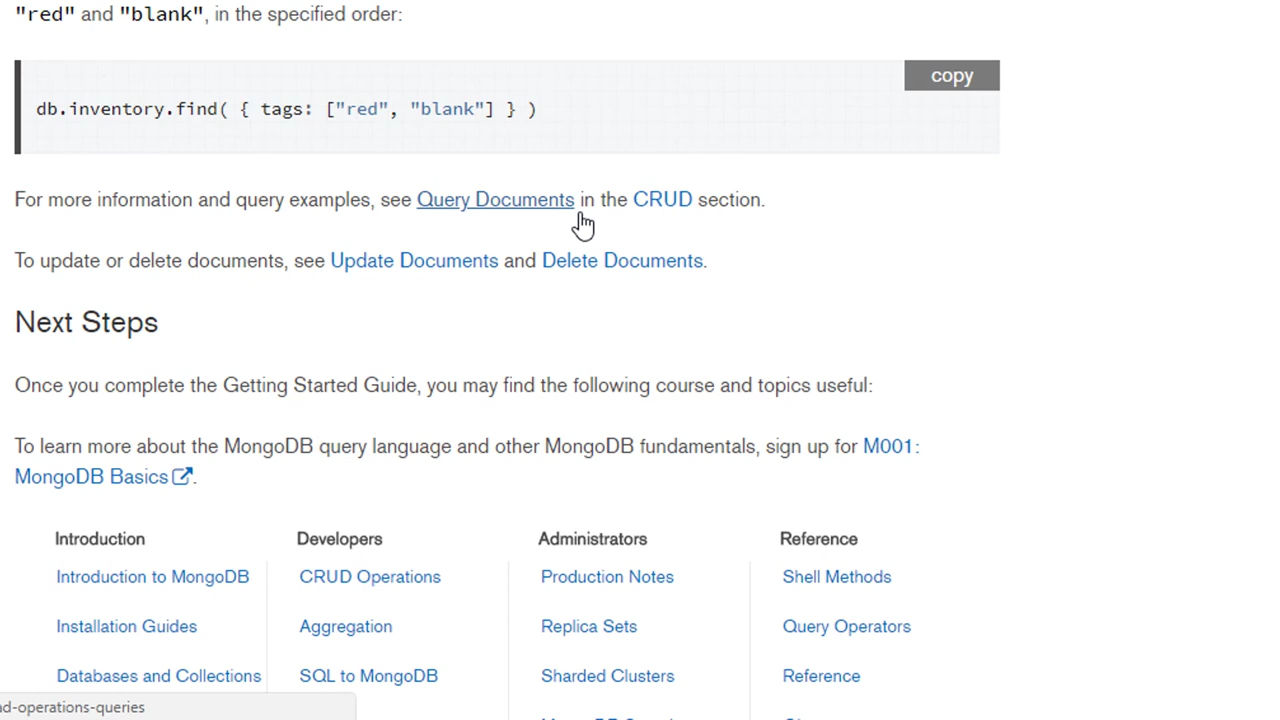 "red" and "blank", in the specified order:
copy
db.inventory.find( { tags: ["red", "blank"] } )
For more information and query examples, see Query Documents in the CRUD section.
To update or delete documents, see Update Documents and Delete Documents.
Next Steps
Once you complete the Getting Started Guide, you may find the following course and topics useful:
To learn more about the MongoDB query language and other MongoDB fundamentals, sign up for M001:
MongoDB Basics.
Introduction Developers Administrators Reference
Introduction to MongoDB CRUD Operations Production Notes Shell Methods
Installation Guides Aggregation Replica Sets Query Operators
Databases and Collections SQL to MongoDB Sharded Clusters Reference
ad-operations-queries